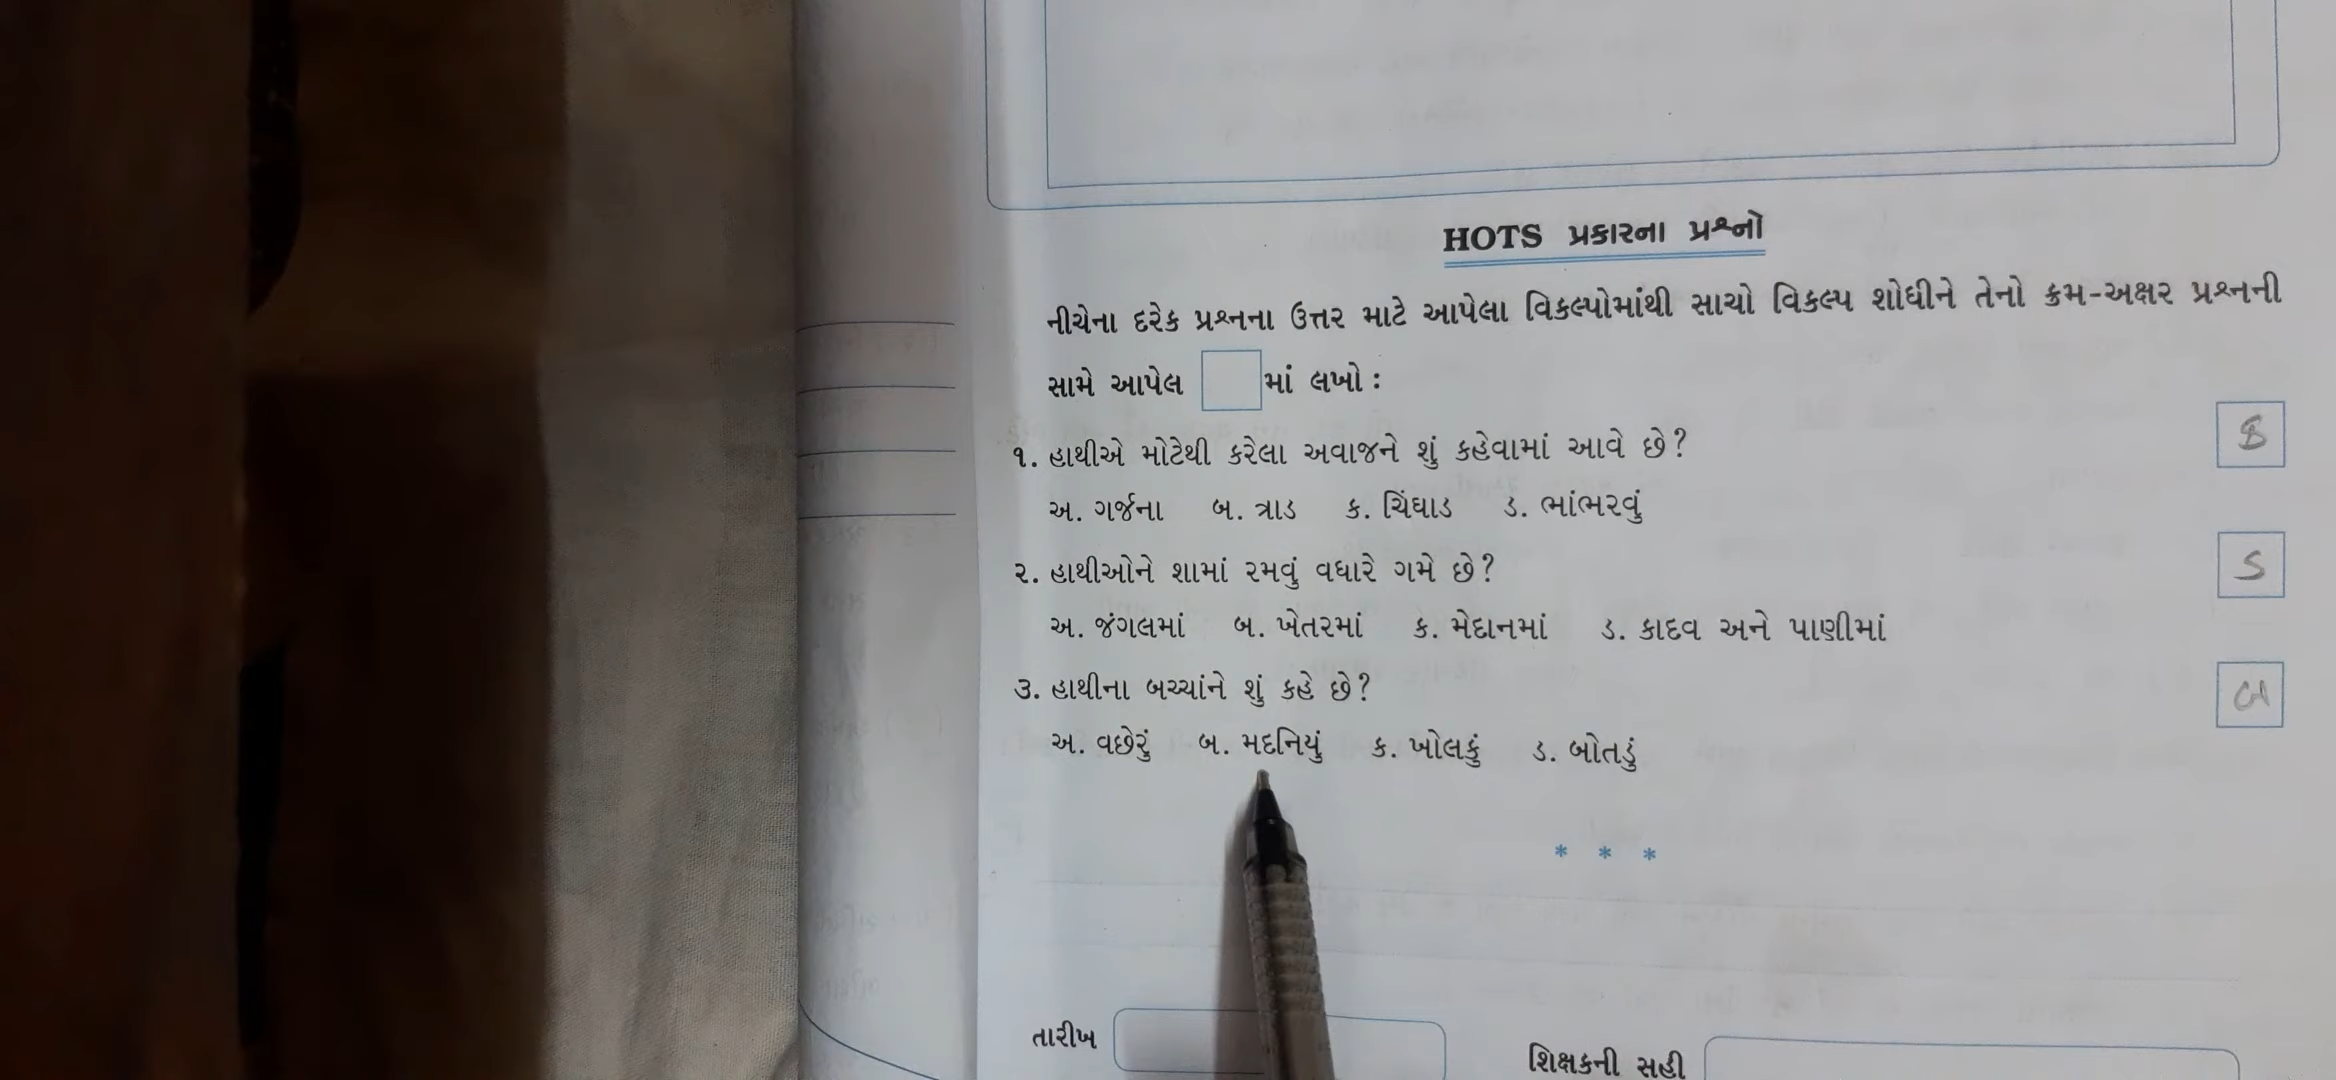 HOTS પ્રકારના પ્રશ્નો
નીચેના દરેક પ્રશ્નના ઉત્તર માટે આપેલા વિકલ્પોમાંથી સાચો વિકલ્પ શોધીને તેનો ક્રમ-અક્ષર પ્રશ્નની
સામે આપેલ માં લખો :
૧. હાથીએ મોટેથી કરેલા અવાજને શું કહેવામાં આવે છે? ક
અ. ગર્જના બ. ત્રાડ ક. ચિંઘાડ ડ. ભાંભરવું
૨. હાથીઓને શામાં રમવું વધારે ગમે છે? ડ
અ. જંગલમાં બ. ખેતરમાં ક. મેદાનમાં ડ. કાદવ અને પાણીમાં
૩. હાથીના બચ્ચાંને શું કહે છે? બ
અ. વછેરું બ. મદનિયું ક. ખોલકું ડ. બોતડું
* * *
તારીખ
શિક્ષકની સહી